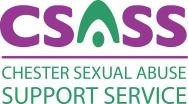 CSASS
CHESTER SEXUAL ABUSE
SUPPORT SERVICE